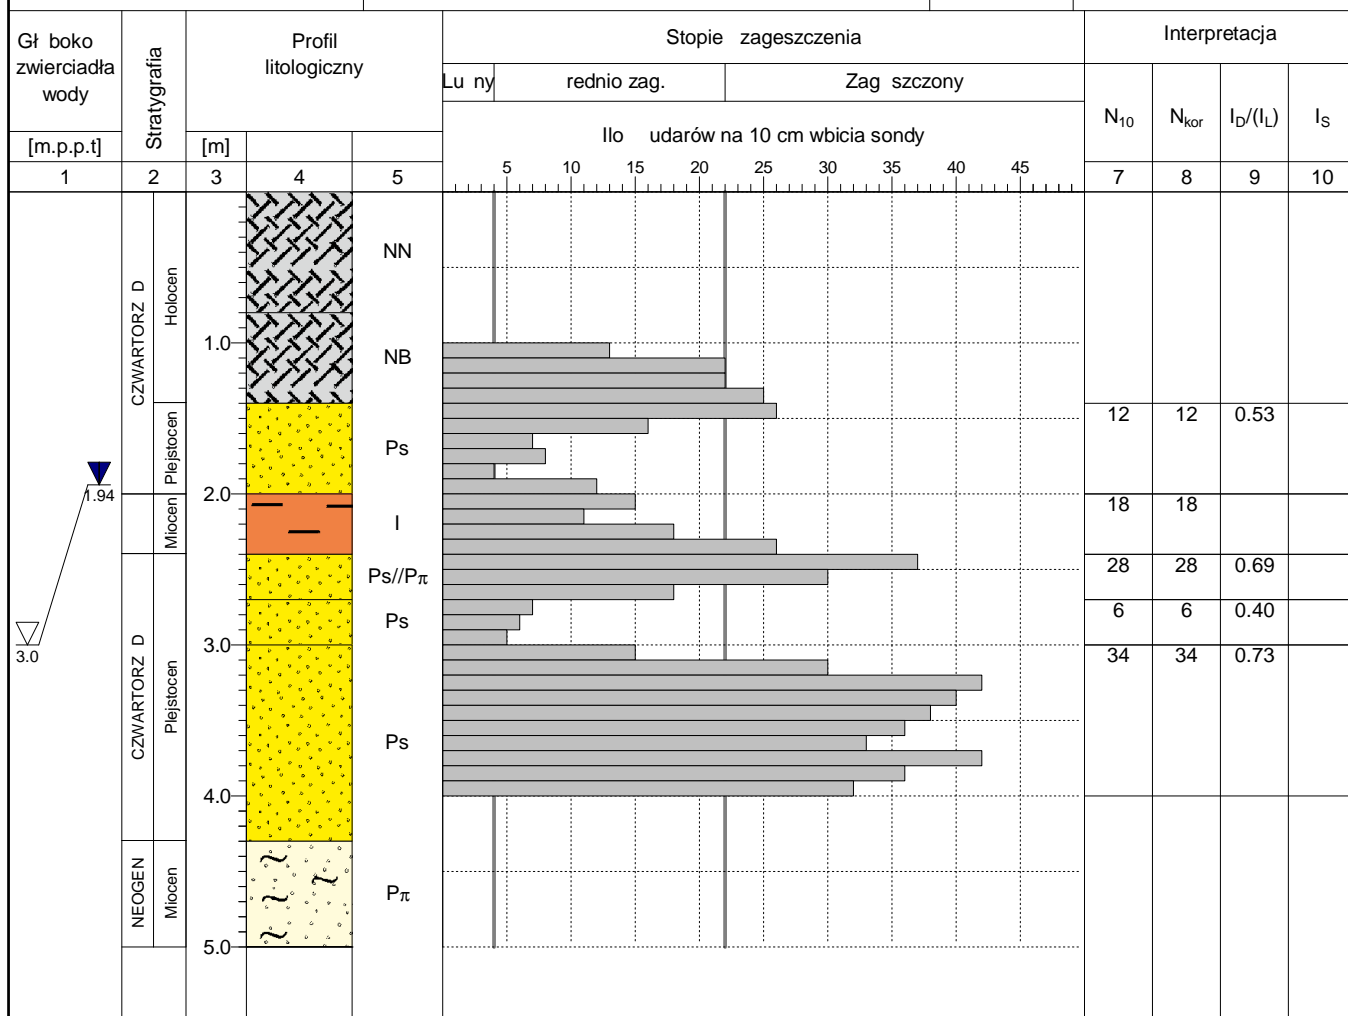 Gł boko
zwierciadła
wody
[m.p.p.t]
1
Stratygrafia
2
Profil
litologiczny
[m]
3
4
5
Stopie zageszczenia
Lu ny
rednio zag.
Zag szczony
Ilo udarów na 10 cm wbicia sondy
5 10 15 20 25 30 35 40 45
Interpretacja
N10 Nkor ID/(IL) IS
7 8 9 10
CZWARTORZ D
Holocen
NN
1.0
NB
Plejstocen
Ps
12 12 0.53
1.94
2.0
Miocen
I
18 18
CZWARTORZ D
Plejstocen
Ps//Pπ
28 28 0.69
Ps
6 6 0.40
3.0
3.0
34 34 0.73
Ps
4.0
NEOGEN
Miocen
Pπ
5.0